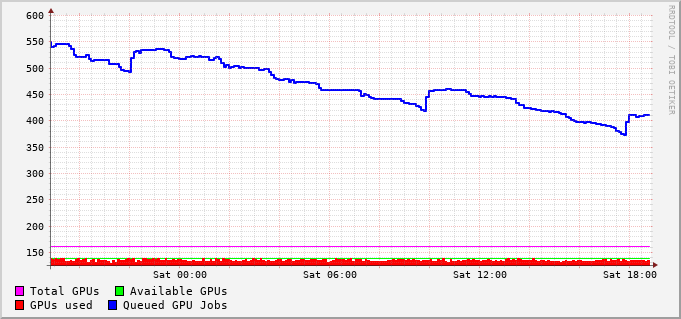 600
550
500
450
400
350
300
250
200
150
Sat 00:00 Sat 06:00 Sat 12:00 Sat 18:00
Total GPUs Available GPUs
GPUs used Queued GPU Jobs
RRDTOOL / TOBI OETIKER